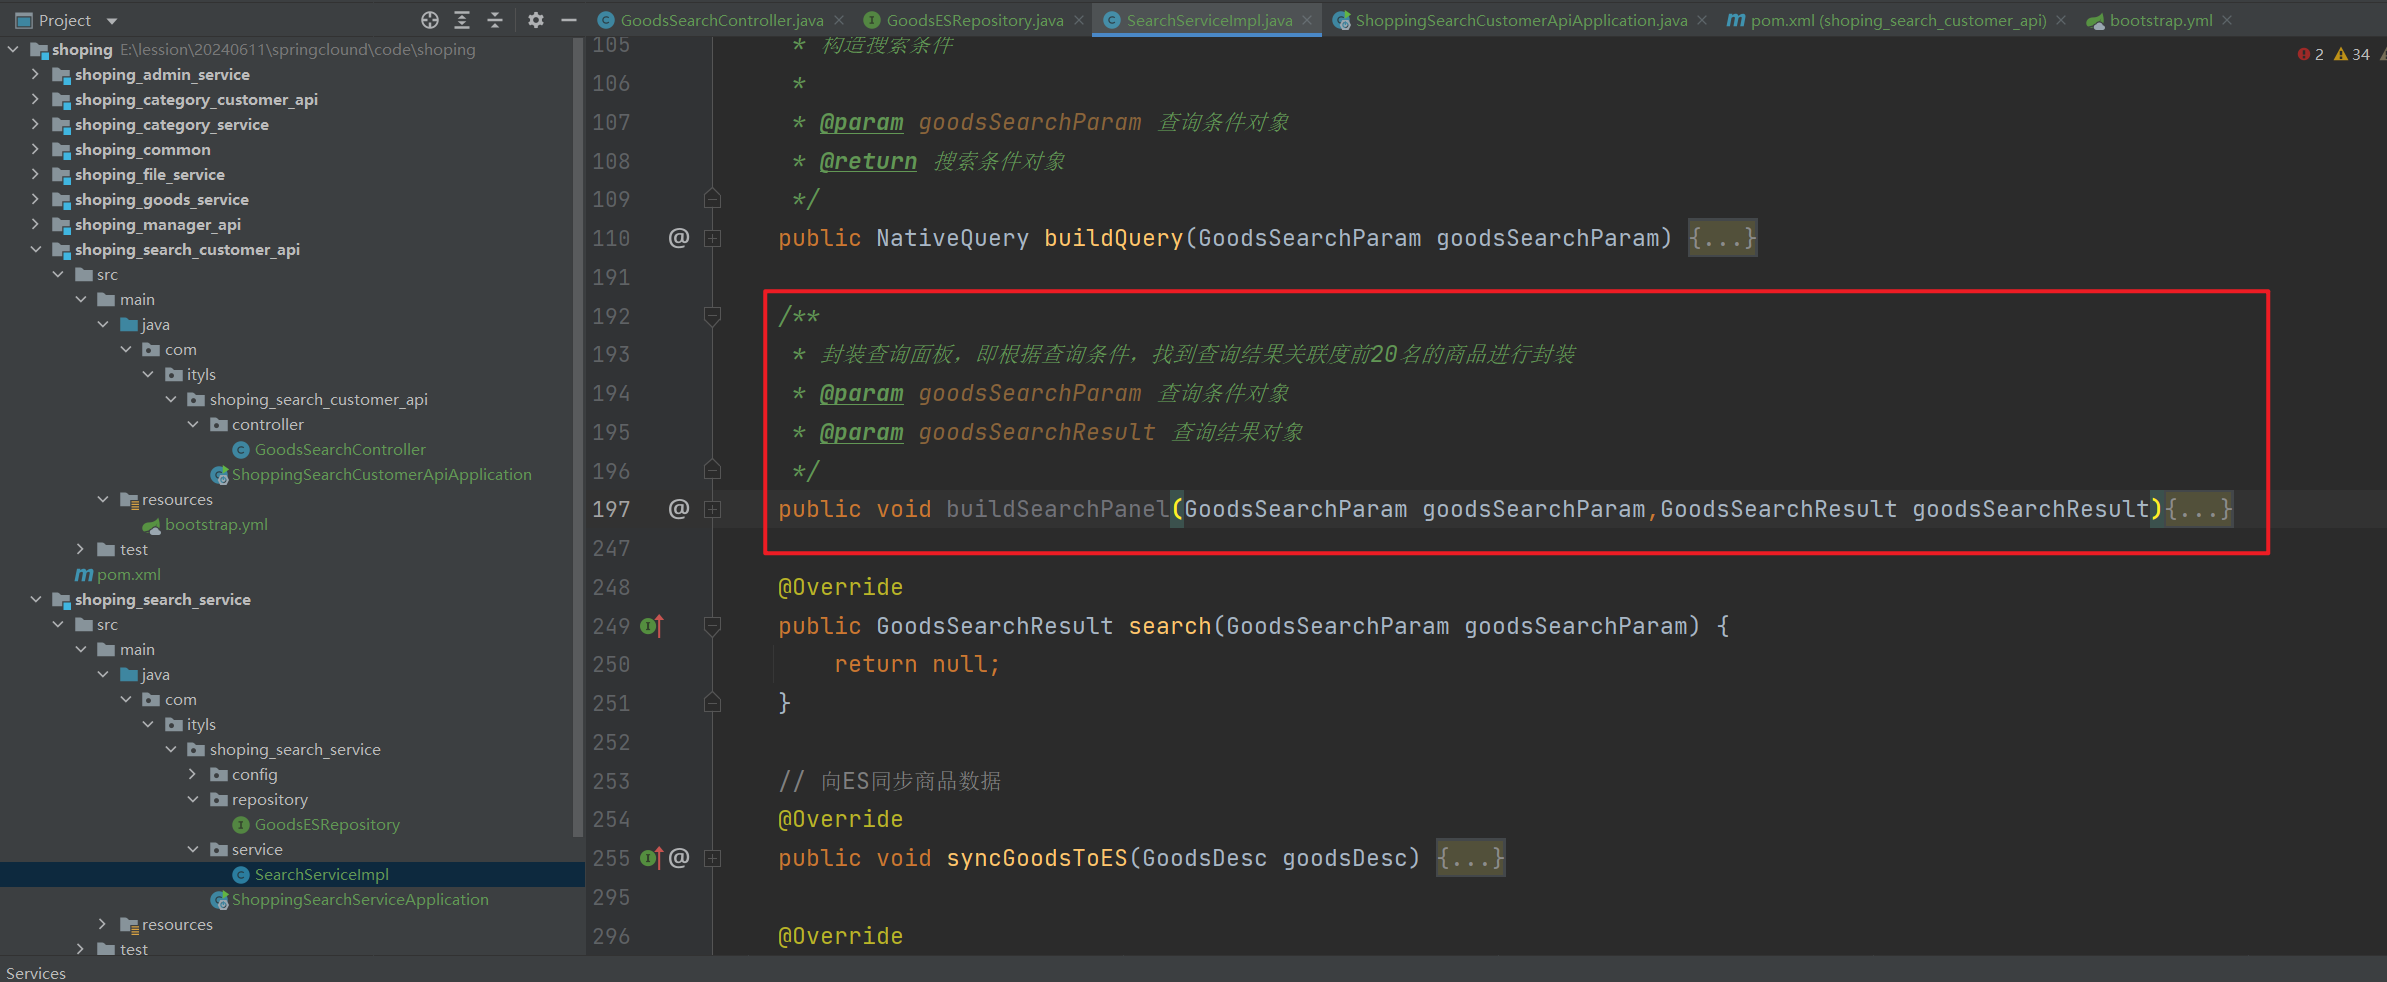 Project
GoodsSearchController.java
GoodsESRepository.java
SearchServiceImpl.java
ShoppingSearchCustomerApiApplication.java
pom.xml (shoping_search_customer_api)
bootstrap.yml
shoping E:\lession\20240611\springclound\code\shoping
shoping_admin_service
shoping_category_customer_api
shoping_category_service
shoping_common
shoping_file_service
shoping_goods_service
shoping_manager_api
shoping_search_customer_api
src
main
java
com
ityls
shoping_search_customer_api
controller
GoodsSearchController
ShoppingSearchCustomerApiApplication
resources
bootstrap.yml
test
pom.xml
shoping_search_service
src
main
java
com
ityls
shoping_search_service
config
repository
GoodsESRepository
service
SearchServiceImpl
ShoppingSearchServiceApplication
resources
test
Services
2 34
105 * 构造搜索条件
106 *
107 * @param goodsSearchParam 查询条件对象
108 * @return 搜索条件对象
109 */
110 @ public NativeQuery buildQuery(GoodsSearchParam goodsSearchParam) {...}
191
192 /**
193 * 封装查询面板，即根据查询条件，找到查询结果关联度前20名的商品进行封装
194 * @param goodsSearchParam 查询条件对象
195 * @param goodsSearchResult 查询结果对象
196 */
197 @ public void buildSearchPanel(GoodsSearchParam goodsSearchParam,GoodsSearchResult goodsSearchResult){...}
247
248 @Override
249 public GoodsSearchResult search(GoodsSearchParam goodsSearchParam) {
250 return null;
251 }
252
253 // 向ES同步商品数据
254 @Override
255 @ public void syncGoodsToES(GoodsDesc goodsDesc) {...}
295
296 @Override